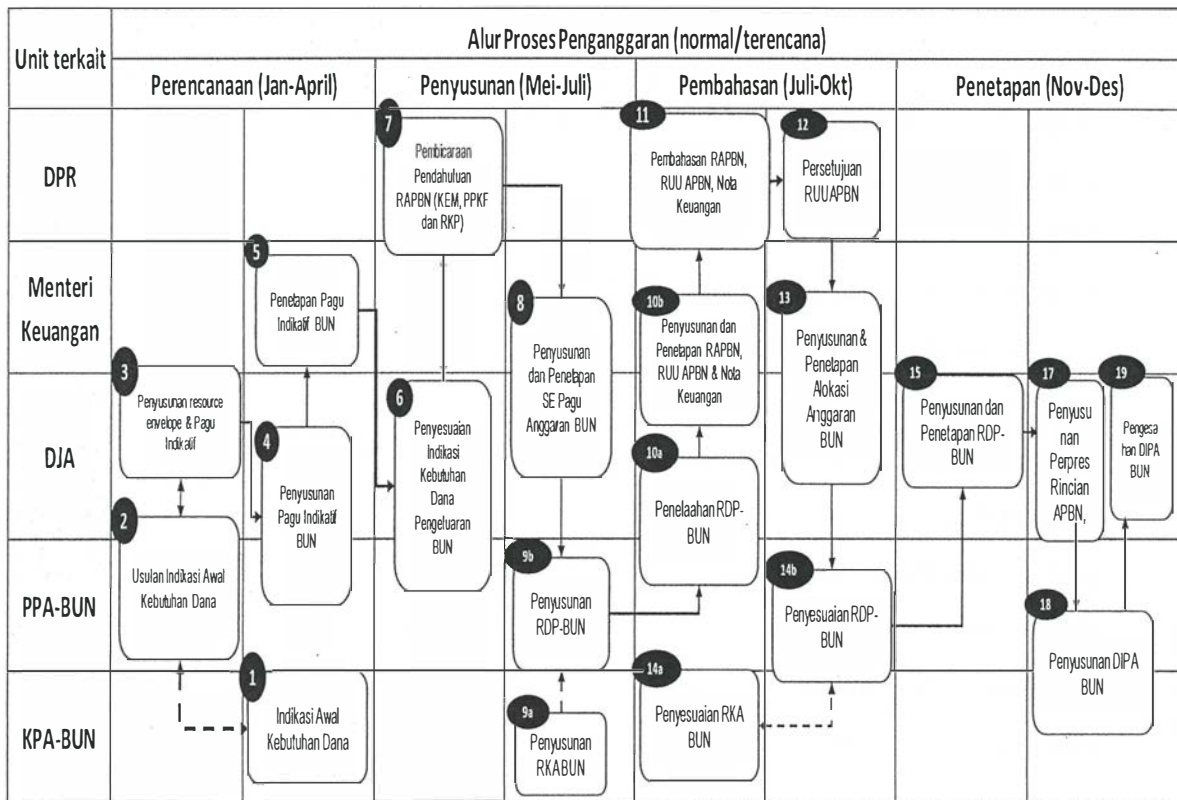 Unit terkait
Alur Proses Penganggaran (normal/terencana)
Perencanaan (Jan-April)
Penyusunan (Mei-Juli)
Pembahasan (Juli-Okt)
Penetapan (Nov-Des)
DPR
7
Pembicaraan
Pendahuluan
RAPBN (KEM, PPKF
dan RKP)
11
Pembahasan RAPBN,
RUU APBN, Nota
Keuangan
12
Persetujuan
RUUAPBN
Menteri
Keuangan
5
Penetapan Pagu
Indikatif BUN
8
Penyusunan
dan Penetapan
SE Pagu
Anggaran BUN
10b
Penyusunan dan
Penetapan RAPBN,
RUU APBN & Nota
Keuangan
13
Penyusunan &
Penetapan
Alokasi
Anggaran
BUN
DJA
3
Penyusunan resource
envelope & Pagu
Indikatif
4
Penyusunan
Pagu Indikatif
BUN
6
Penyesuaian
Indikasi
Kebutuhan
Dana
Pengeluaran
BUN
10a
Penelaahan RDP-
BUN
15
Penyusunan dan
Penetapan RDP-
BUN
17
Penyusu
nan
Perpres
Rincian
APBN,
19
Pengesa
han DIPA
BUN
PPA-BUN
2
Usulan Indikasi Awal
Kebutuhan Dana
9b
Penyusunan
RDP-BUN
14b
Penyesuaian RDP-
BUN
18
Penyusunan DIPA
BUN
KPA-BUN
1
Indikasi Awal
Kebutuhan Dana
9a
Penyusunan
RKABUN
14a
Penyesuaian RKA
BUN